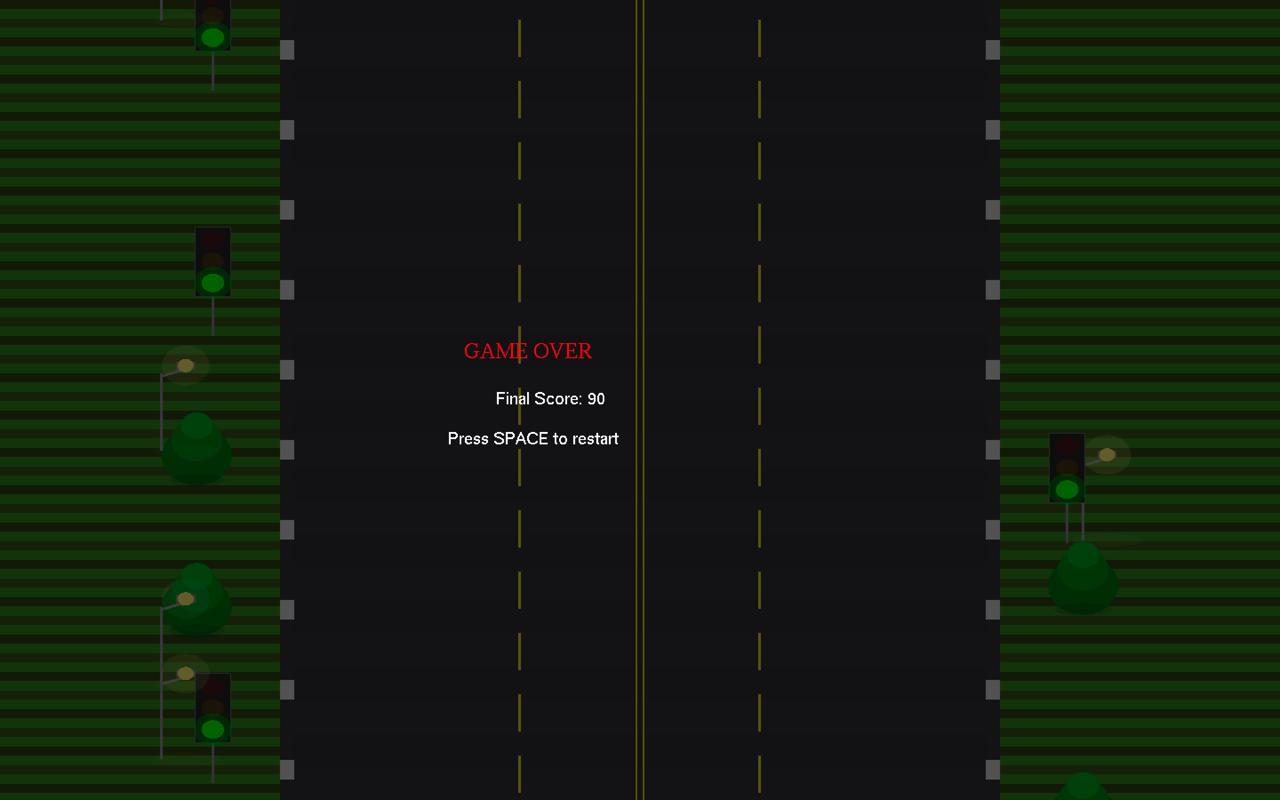 GAME OVER
Final Score: 90
Press SPACE to restart